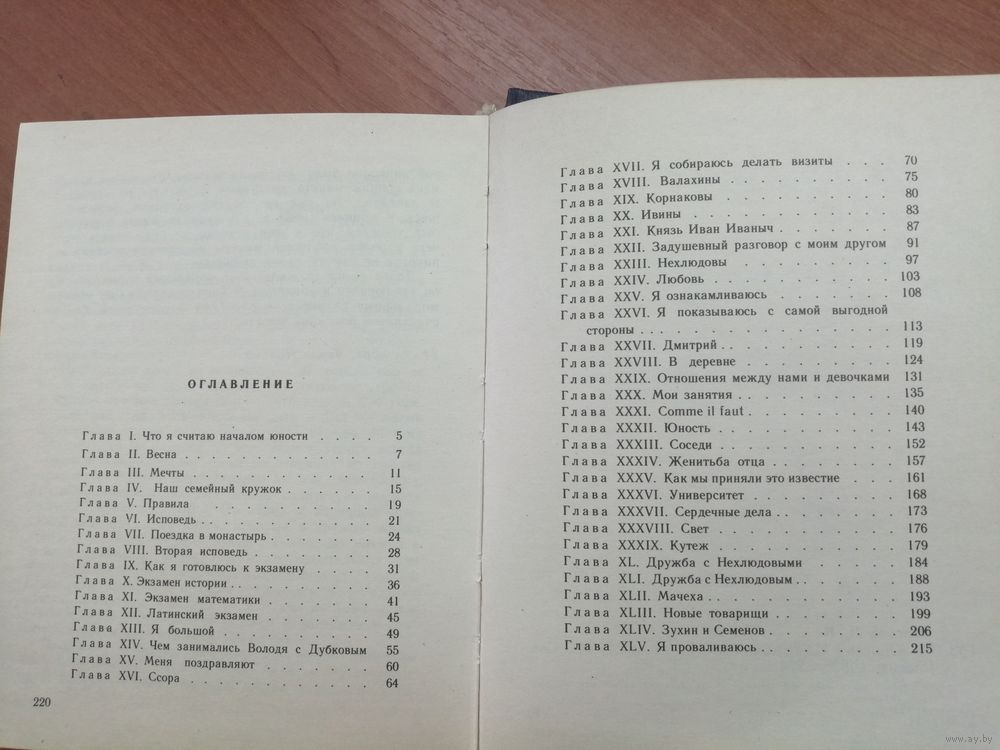 ОГЛАВЛЕНИЕ
Глава I. Что я считаю началом юности . . . . 5
Глава II. Весна . . . . . . . . . . . 7
Глава III. Мечты . . . . . . . . . . . 11
Глава IV. Наш семейный кружок . . . . . . 15
Глава V. Правила . . . . . . . . . . 19
Глава VI. Исповедь . . . . . . . . . . 21
Глава VII. Поездка в монастырь . . . . . . 24
Глава VIII. Вторая исповедь . . . . . . . 28
Глава IX. Как я готовлюсь к экзамену . . . . 31
Глава X. Экзамен истории . . . . . . . . 36
Глава XI. Экзамен математики . . . . . . . 41
Глава XII. Латинский экзамен . . . . . . . 45
Глава XIII. Я большой . . . . . . . . . 49
Глава XIV. Чем занимались Володя с Дубковым 55
Глава XV. Меня поздравляют . . . . . . . 60
Глава XVI. Ссора . . . . . . . . . . . 64
220
Глава XVII. Я собираюсь делать визиты . . . 70
Глава XVIII. Валахины . . . . . . . . . 75
Глава XIX. Корнаковы . . . . . . . . . 80
Глава XX. Ивины . . . . . . . . . . 83
Глава XXI. Князь Иван Иваныч . . . . . . 87
Глава XXII. Задушевный разговор с моим другом 91
Глава XXIII. Нехлюдовы . . . . . . . . 97
Глава XXIV. Любовь . . . . . . . . . 103
Глава XXV. Я ознакамливаюсь . . . . . . 108
Глава XXVI. Я показываюсь с самой выгодной
стороны . . . . . . . . . . . . . 113
Глава XXVII. Дмитрий . . . . . . . . . 119
Глава XXVIII. В деревне . . . . . . . . 124
Глава XXIX. Отношения между нами и девочками 131
Глава XXX. Мои занятия . . . . . . . . 135
Глава XXXI. Comme il faut . . . . . . . 140
Глава XXXII. Юность . . . . . . . . . 143
Глава XXXIII. Соседи . . . . . . . . . 152
Глава XXXIV. Женитьба отца . . . . . . 157
Глава XXXV. Как мы приняли это известие . . . 161
Глава XXXVI. Университет . . . . . . . 168
Глава XXXVII. Сердечные дела . . . . . . 173
Глава XXXVIII. Свет . . . . . . . . . 176
Глава XXXIX. Кутеж . . . . . . . . . 179
Глава XL. Дружба с Нехлюдовыми . . . . 184
Глава XLI. Дружба с Нехлюдовым . . . . . 188
Глава XLII. Мачеха . . . . . . . . . . 193
Глава XLIII. Новые товарищи . . . . . . 199
Глава XLIV. Зухин и Семенов . . . . . . . 206
Глава XLV. Я проваливаюсь . . . . . . . 215
www.ay.by